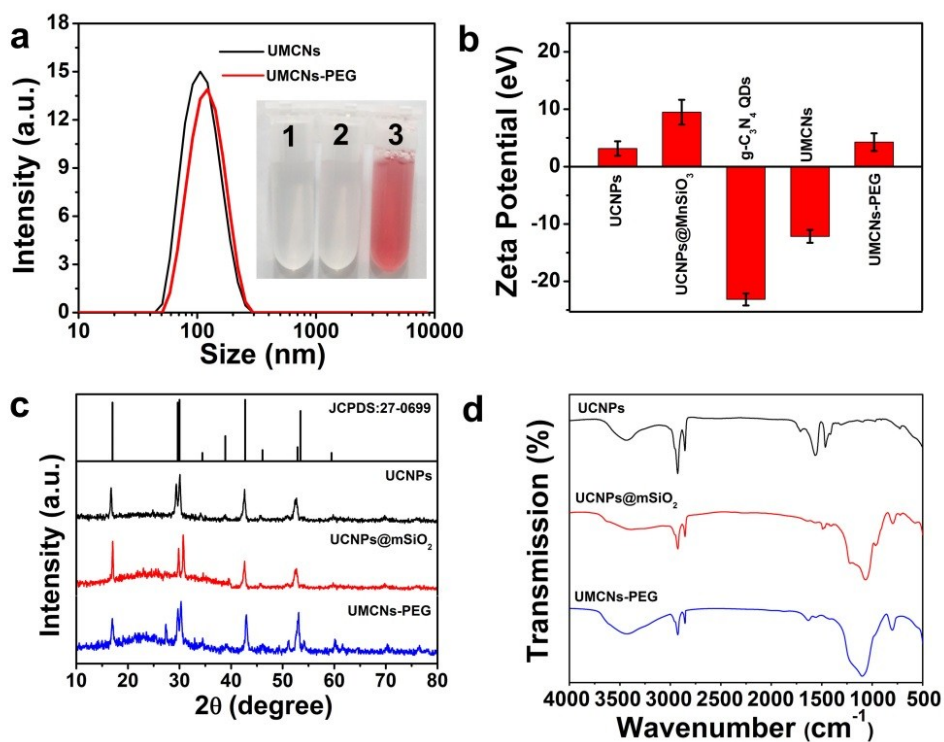 a
UMCNs
UMCNs-PEG
1 2 3
18
15
12
9
6
3
0
Intensity (a.u.)
10 100 1000 10000
Size (nm)
b
20
10
0
-10
-20
Zeta Potential (eV)
UCNPs
UCNPs@MnSiO₃
g-C₃N₄ QDs
UMCNs
UMCNs-PEG
c
JCPDS:27-0699
UCNPs
UCNPs@mSiO₂
UMCNs-PEG
Intensity (a.u.)
10 20 30 40 50 60 70 80
2θ (degree)
d
UCNPs
UCNPs@mSiO₂
UMCNs-PEG
Transmission (%)
4000 3500 3000 2500 2000 1500 1000 500
Wavenumber (cm⁻¹)